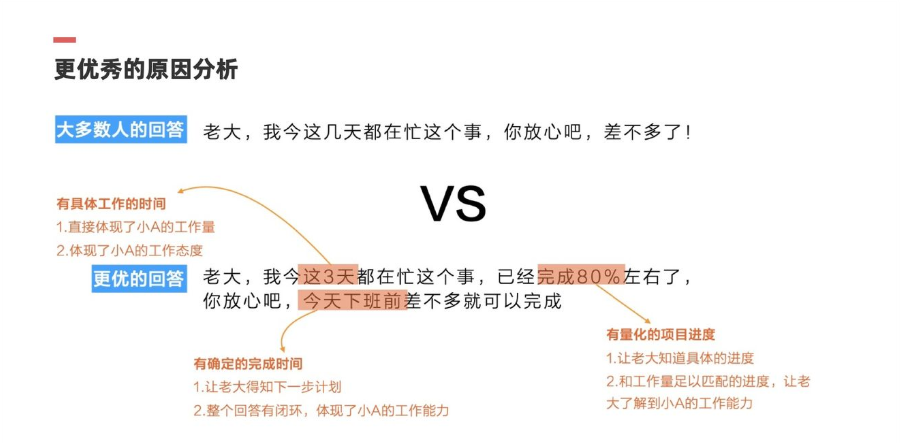 更优秀的原因分析
大多数人的回答
老大，我今这几天都在忙这个事，你放心吧，差不多了！
VS
有具体工作的时间
1.直接体现了小A的工作量
2.体现了小A的工作态度
更优的回答
老大，我今这3天都在忙这个事，已经完成80%左右了，
你放心吧，今天下班前差不多就可以完成
有确定的完成时间
1.让老大得知下一步计划
2.整个回答有闭环，体现了小A的工作能力
有量化的项目进度
1.让老大知道具体的进度
2.和工作量足以匹配的进度，让老
大了解到小A的工作能力